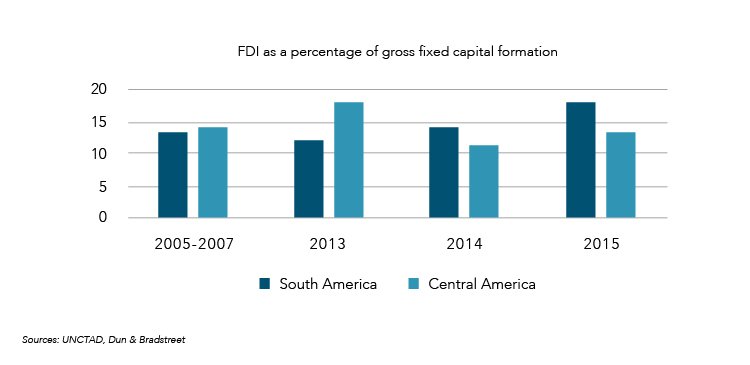 FDI as a percentage of gross fixed capital formation
20
15
10
5
0
2005-2007 2013 2014 2015
South America Central America
Sources: UNCTAD, Dun & Bradstreet